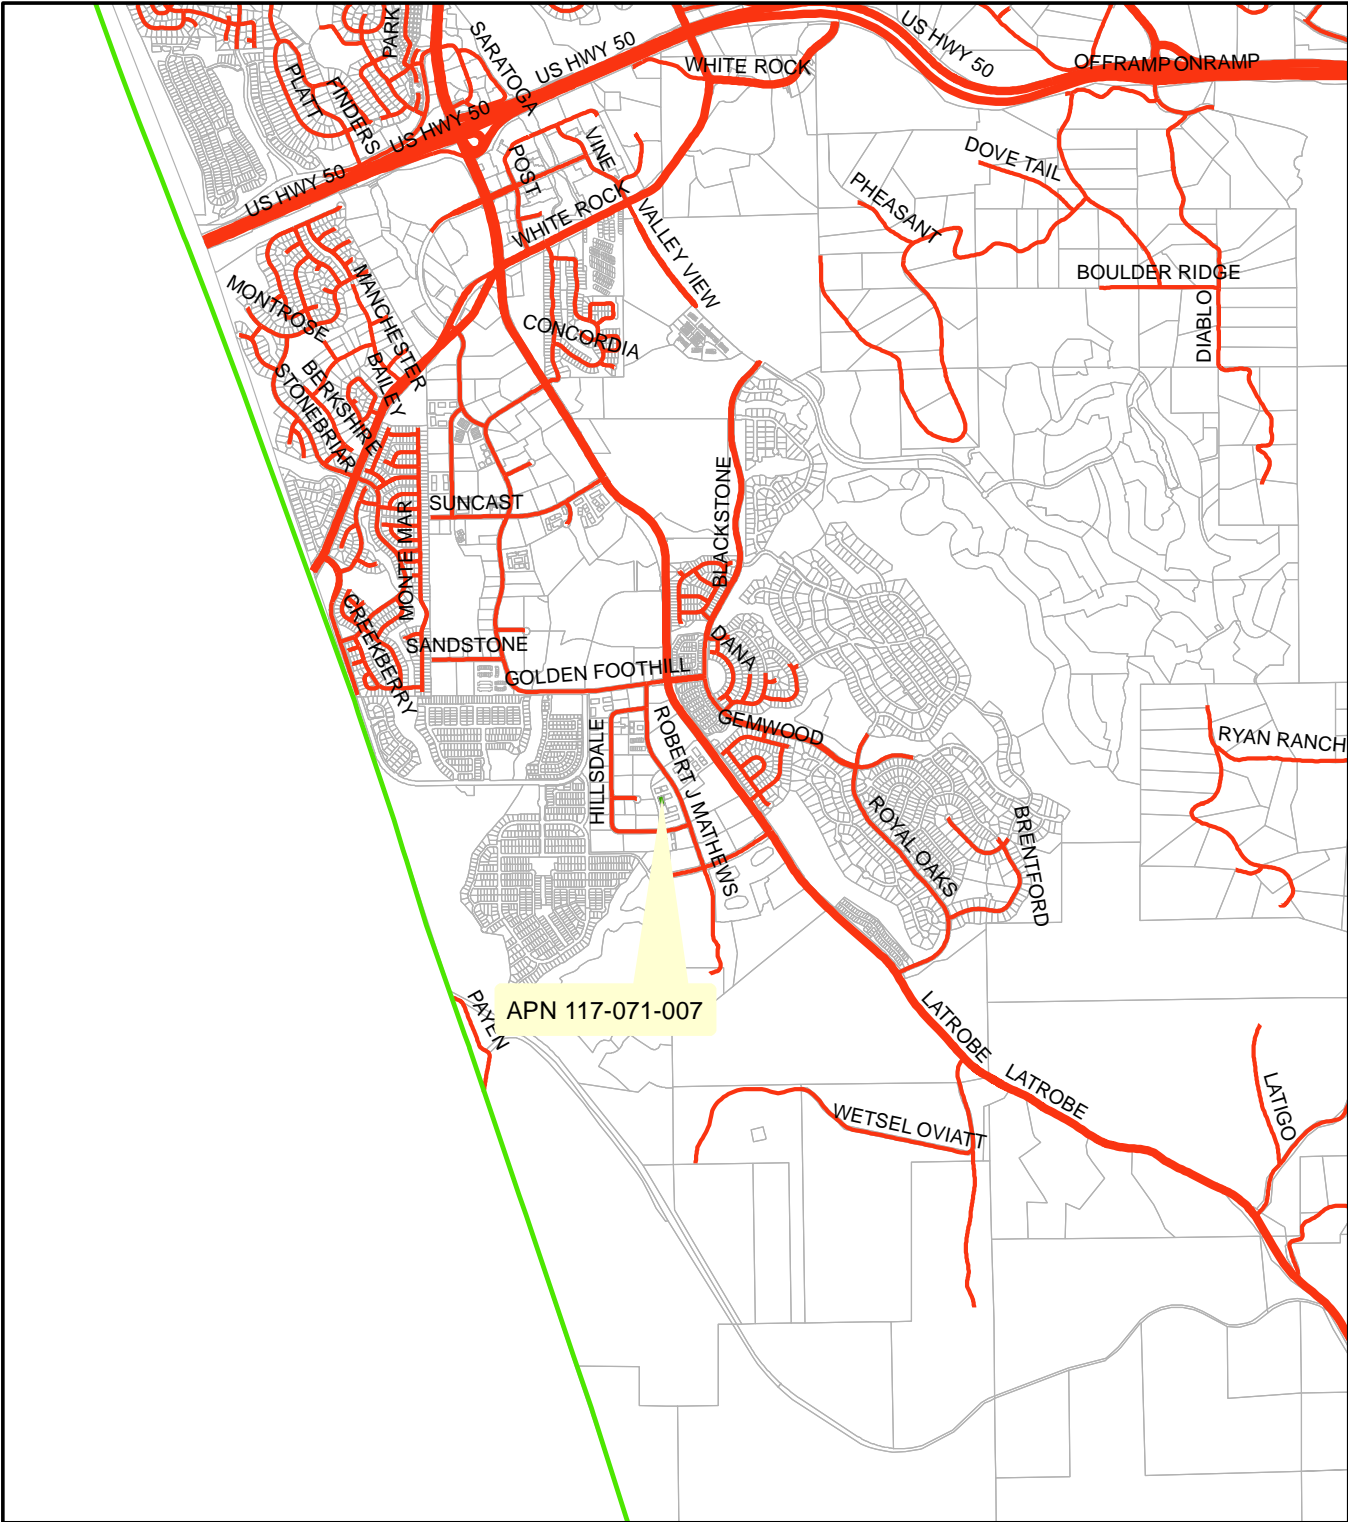 PARK
SARATOGA
US HWY 50
US HWY 50
PLATT
FINDERS
US HWY 50
WHITE ROCK
OFFRAMP
ONRAMP
US HWY 50
POST
VINE
DOVE TAIL
PHEASANT
WHITE ROCK
VALLEY VIEW
BOULDER RIDGE
DIABLO
MONTROSE
MANCHESTER
CONCORDIA
BAILEY
BERKSHIRE
STONEBRIAR
SUNCAST
BLACKSTONE
MONTE MAR
CREEKBERRY
SANDSTONE
DANA
GOLDEN FOOTHILL
GEMWOOD
HILLSDALE
ROBERT J MATHEWS
RYAN RANCH
ROYAL OAKS
BRENTFORD
APN 117-071-007
PAYEN
LATROBE
LATROBE
LATIGO
WETSEL OVIATT